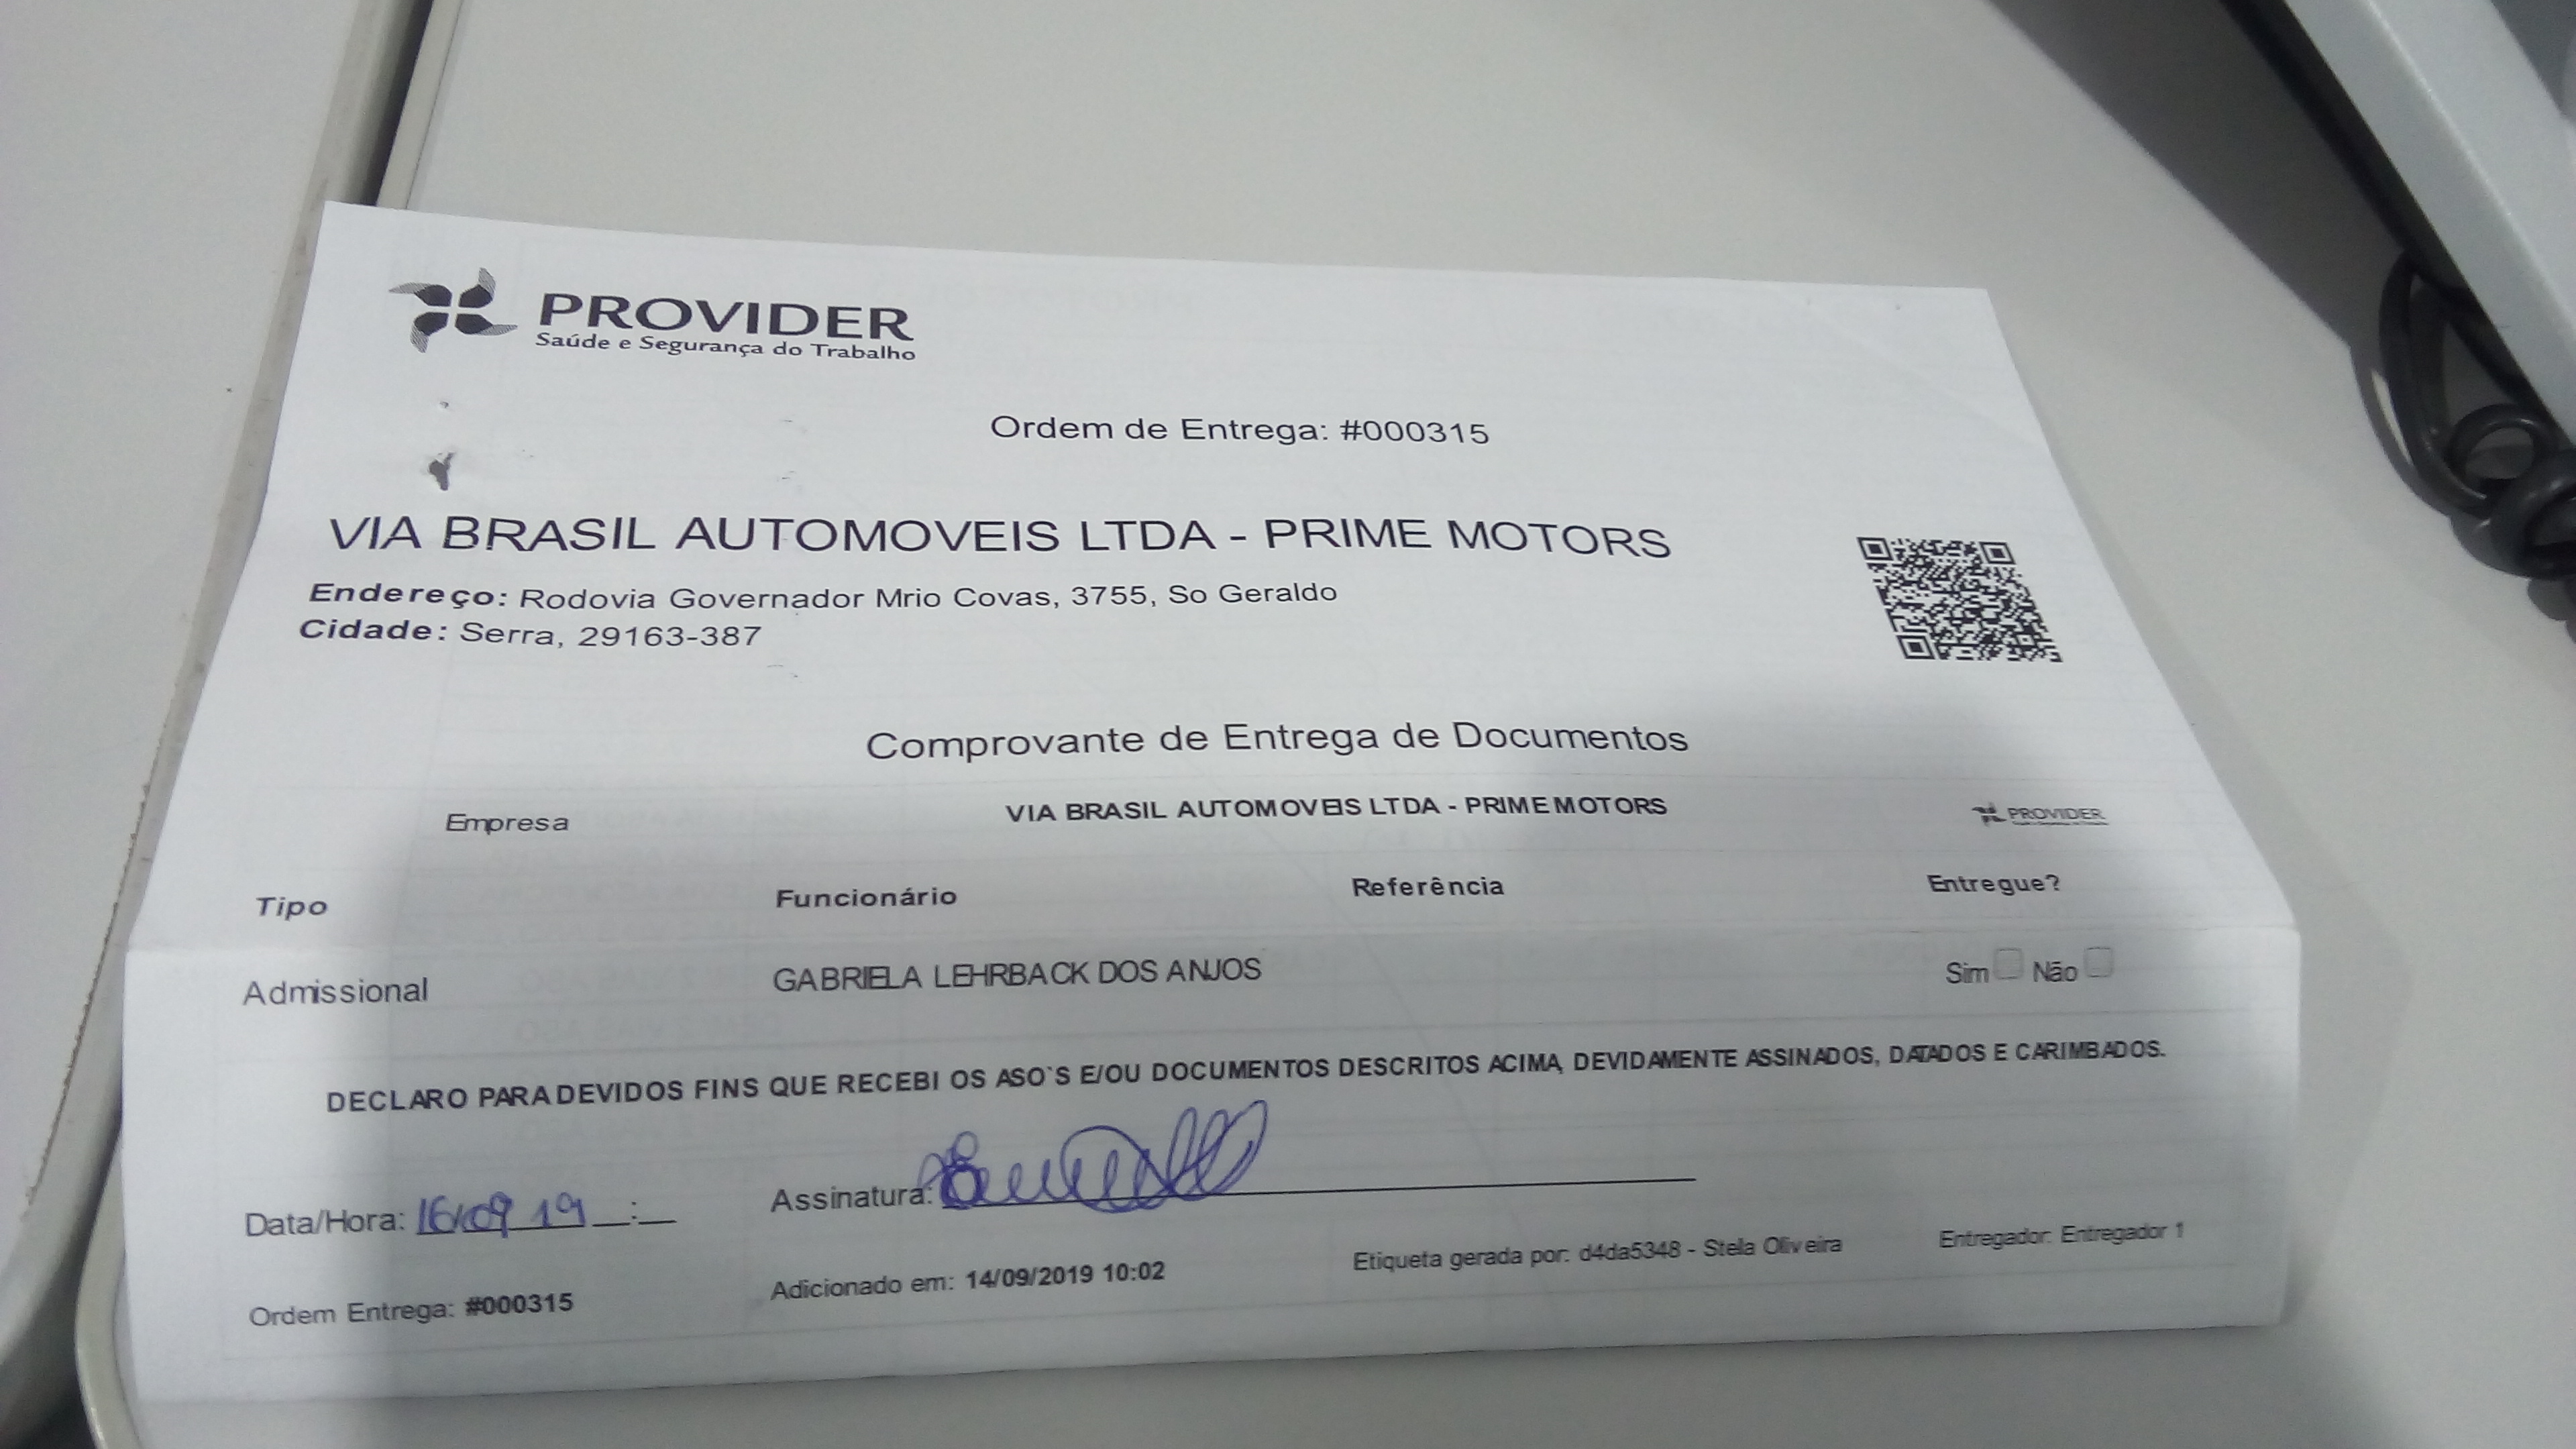 PROVIDER
Saúde e Segurança do Trabalho
Ordem de Entrega: #000315
VIA BRASIL AUTOMOVEIS LTDA - PRIME MOTORS
Endereço: Rodovia Governador Mrio Covas, 3755, So Geraldo
Cidade: Serra, 29163-387
Comprovante de Entrega de Documentos
Empresa VIA BRASIL AUTOMOVEIS LTDA - PRIME MOTORS PROVIDER
Tipo Funcionário Referência Entregue?
Admissional GABRIELA LEHRBACK DOS ANJOS Sim Não
DECLARO PARA DEVIDOS FINS QUE RECEBI OS ASO`S E/OU DOCUMENTOS DESCRITOS ACIMA, DEVIDAMENTE ASSINADOS, DATADOS E CARIMBADOS.
Data/Hora: 16/09 19 __:__ Assinatura:
Ordem Entrega: #000315 Adicionado em: 14/09/2019 10:02 Etiqueta gerada por: d4da5348 - Stela Oliveira Entregador: Entregador 1